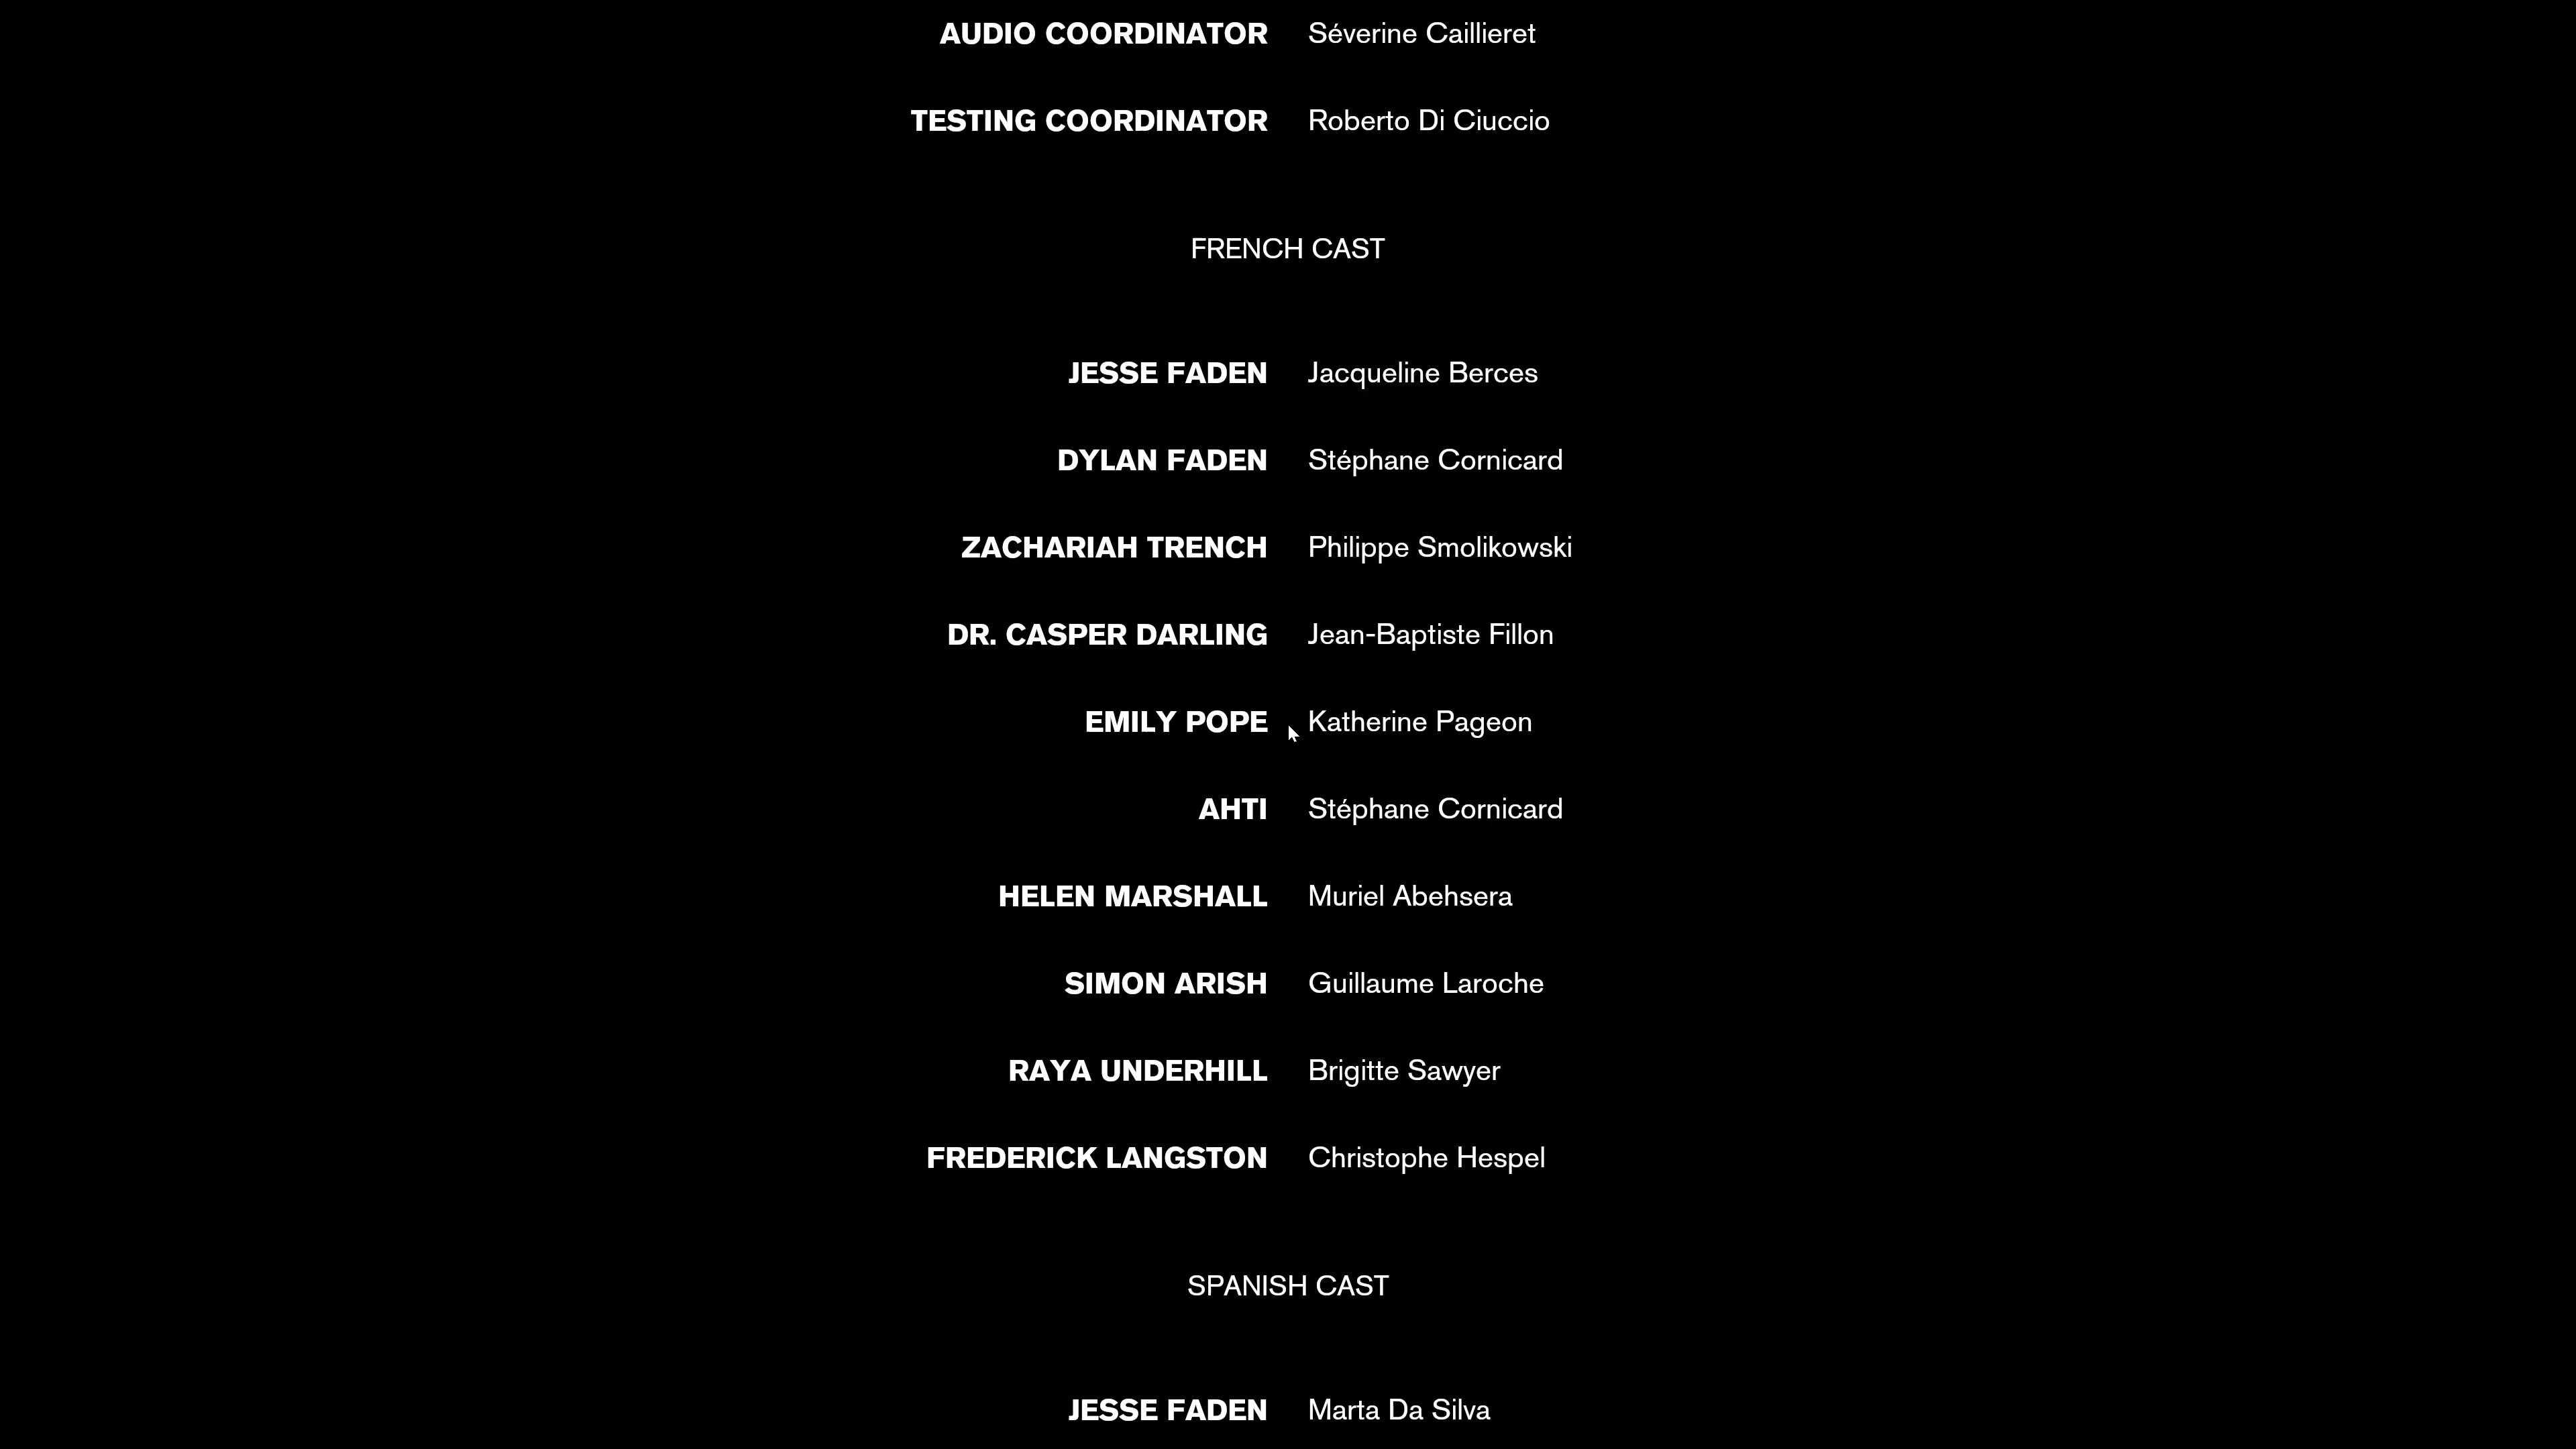 AUDIO COORDINATOR Séverine Caillieret
TESTING COORDINATOR Roberto Di Ciuccio
FRENCH CAST
JESSE FADEN Jacqueline Berces
DYLAN FADEN Stéphane Cornicard
ZACHARIAH TRENCH Philippe Smolikowski
DR. CASPER DARLING Jean-Baptiste Fillon
EMILY POPE Katherine Pageon
AHTI Stéphane Cornicard
HELEN MARSHALL Muriel Abehsera
SIMON ARISH Guillaume Laroche
RAYA UNDERHILL Brigitte Sawyer
FREDERICK LANGSTON Christophe Hespel
SPANISH CAST
JESSE FADEN Marta Da Silva